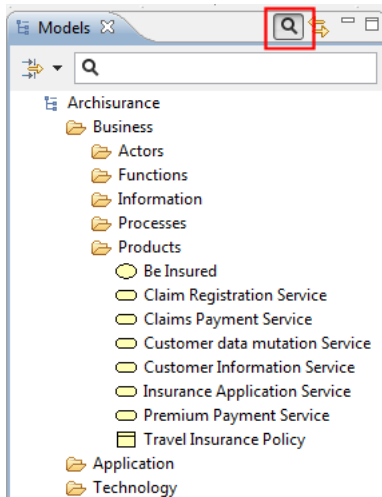 Models
Archisurance
Business
Actors
Functions
Information
Processes
Products
Be Insured
Claim Registration Service
Claims Payment Service
Customer data mutation Service
Customer Information Service
Insurance Application Service
Premium Payment Service
Travel Insurance Policy
Application
Technology